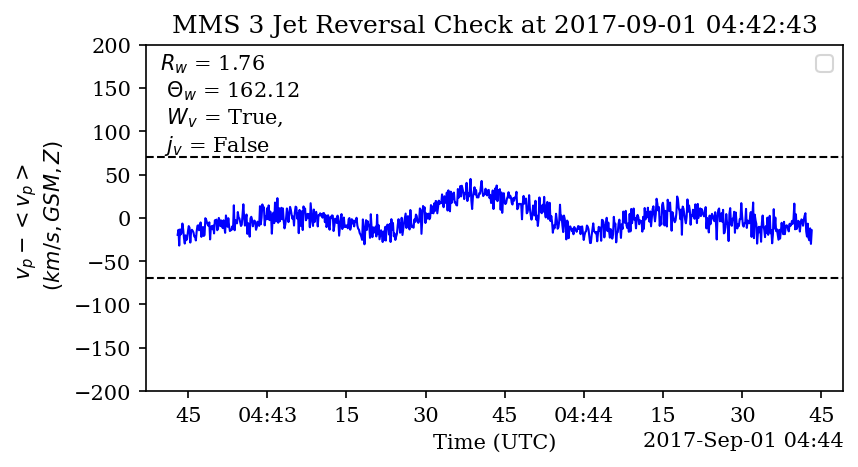 MMS 3 Jet Reversal Check at 2017-09-01 04:42:43
200
150
100
50
0
−50
−100
−150
−200
v_p − < v_p >
(km/s, GSM, Z)
R_w = 1.76
Θ_w = 162.12
W_v = True,
j_v = False
45 04:43 15 30 45 04:44 15 30 45
Time (UTC)
2017-Sep-01 04:44